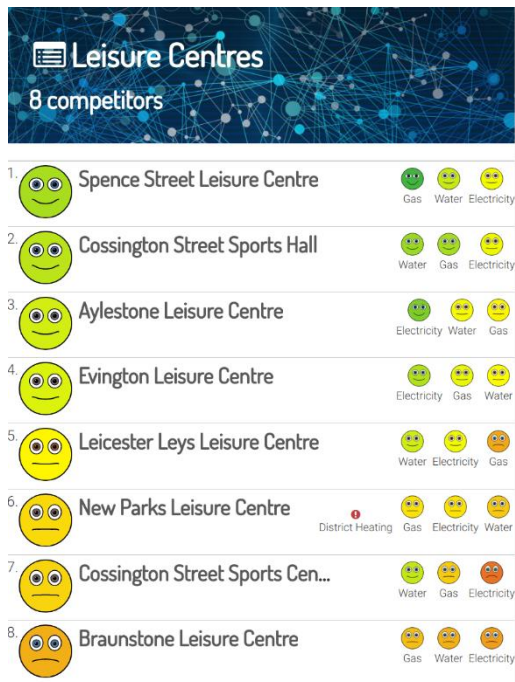 Leisure Centres
8 competitors
1. Spence Street Leisure Centre
Gas Water Electricity
2. Cossington Street Sports Hall
Water Gas Electricity
3. Aylestone Leisure Centre
Electricity Water Gas
4. Evington Leisure Centre
Electricity Gas Water
5. Leicester Leys Leisure Centre
Water Electricity Gas
6. New Parks Leisure Centre
District Heating Gas Electricity Water
7. Cossington Street Sports Cen...
Water Gas Electricity
8. Braunstone Leisure Centre
Gas Water Electricity